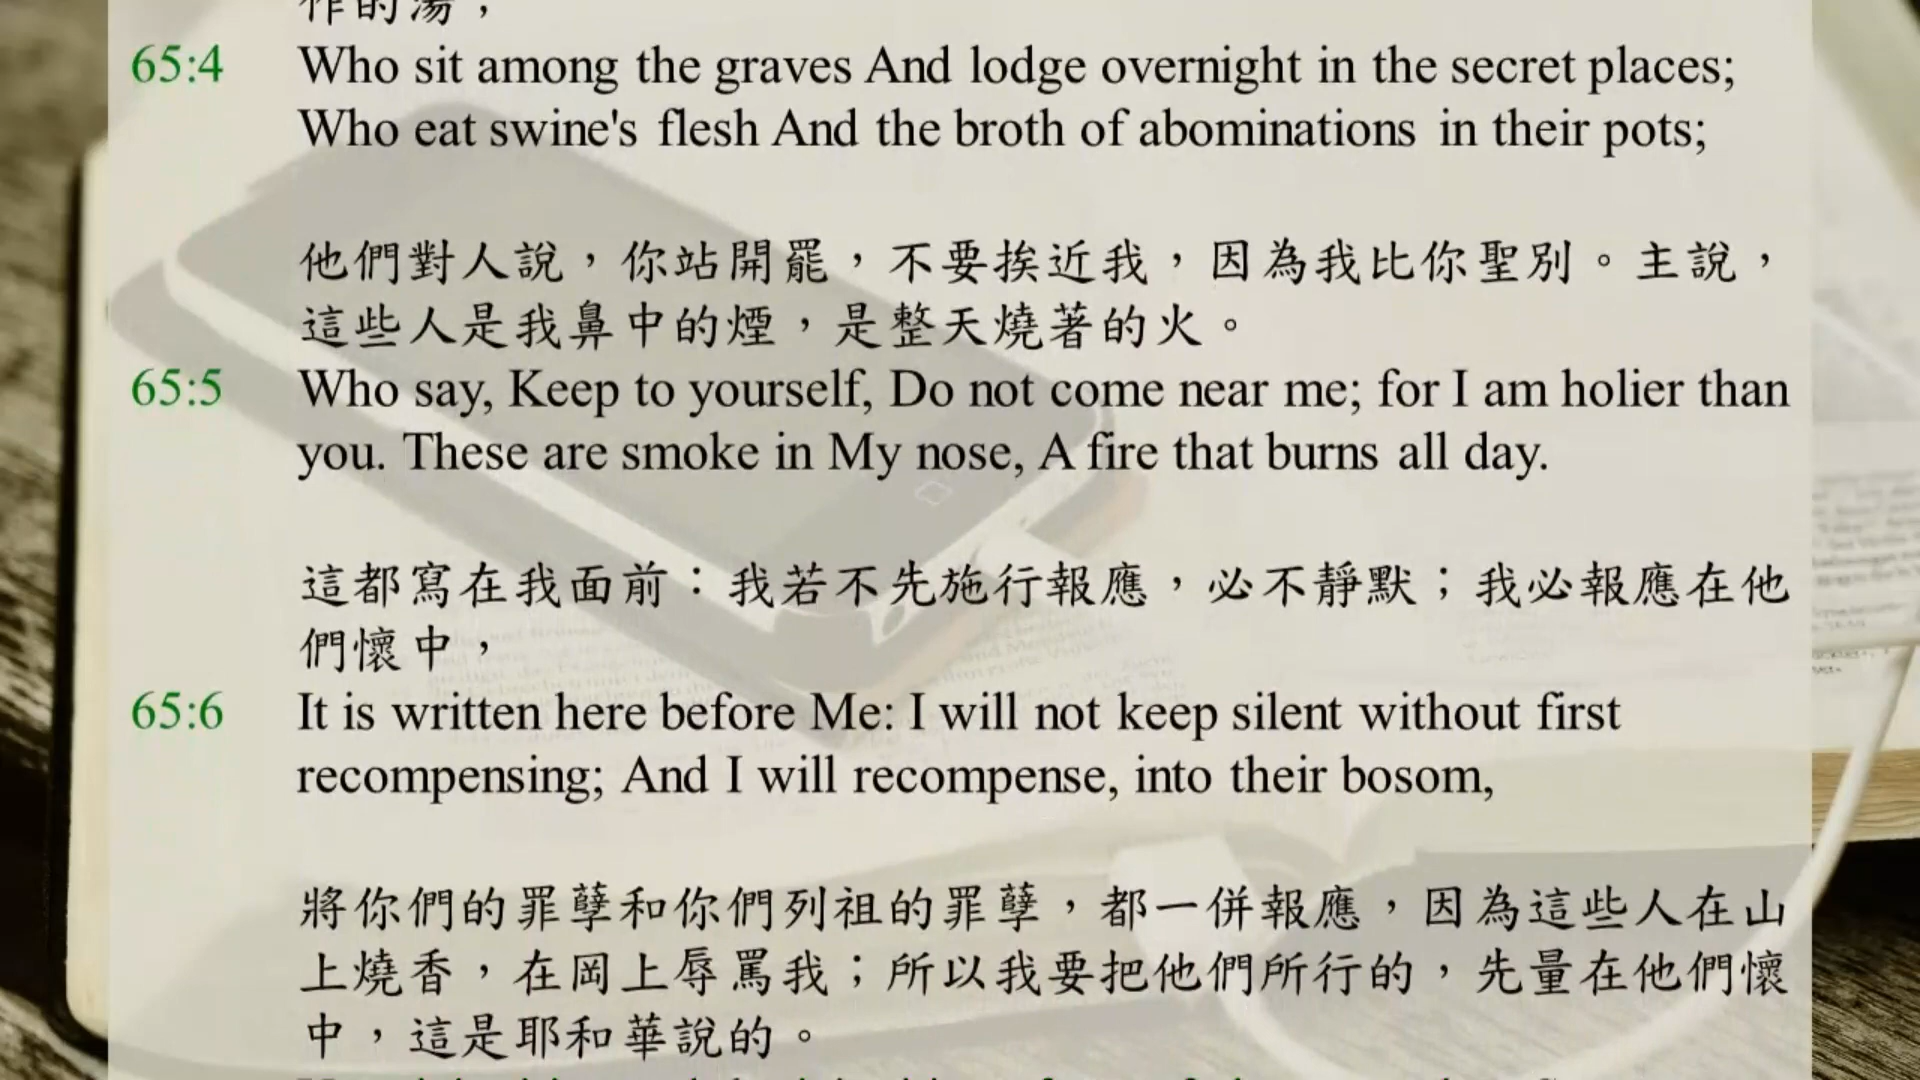 作的湯，
65:4 Who sit among the graves And lodge overnight in the secret places;
Who eat swine's flesh And the broth of abominations in their pots;
他們對人說，你站開罷，不要挨近我，因為我比你聖別。主說，
這些人是我鼻中的煙，是整天燒著的火。
65:5 Who say, Keep to yourself, Do not come near me; for I am holier than
you. These are smoke in My nose, A fire that burns all day.
這都寫在我面前：我若不先施行報應，必不靜默；我必報應在他
們懷中，
65:6 It is written here before Me: I will not keep silent without first
recompensing; And I will recompense, into their bosom,
將你們的罪孽和你們列祖的罪孽，都一併報應，因為這些人在山
上燒香，在岡上辱罵我；所以我要把他們所行的，先量在他們懷
中，這是耶和華說的。